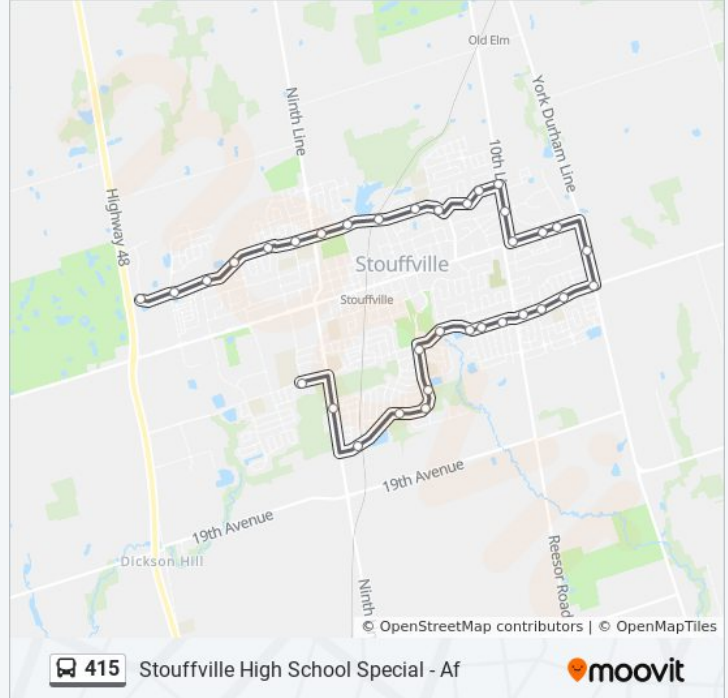 Old Elm
Ninth Line
York Durham Line
10th L
Highway 48
Stouffville
Stouffville
19th Avenue
19th Avenue
Dickson Hill
Reesor Road
Ninth
© OpenStreetMap contributors | © OpenMapTiles
415 Stouffville High School Special - Af
moovit